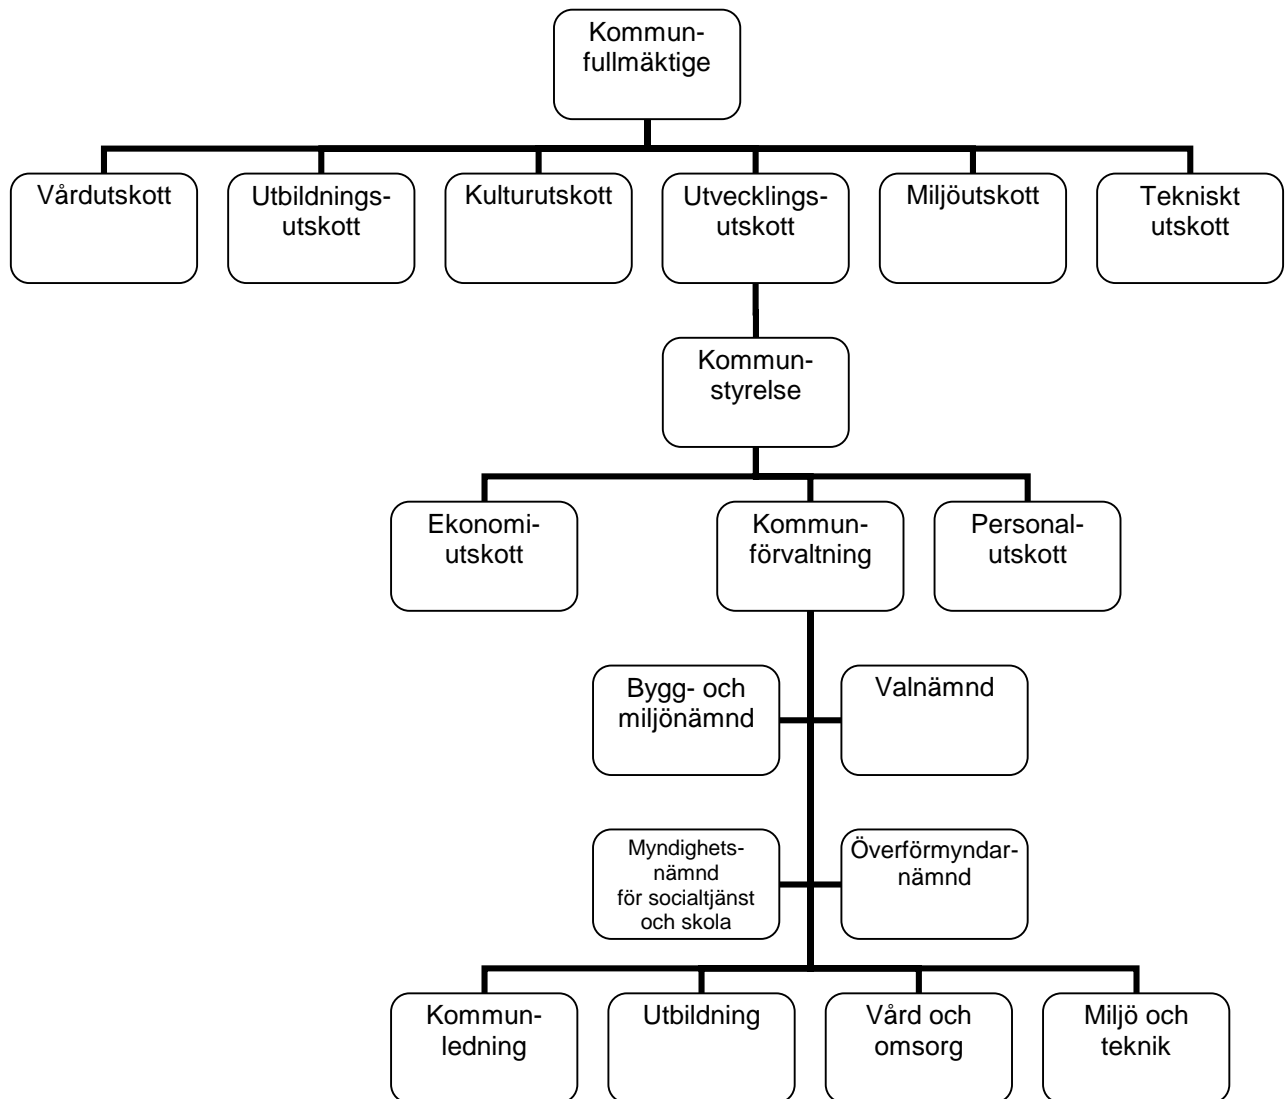 Kommun-
fullmäktige
Vårdutskott
Utbildnings-
utskott
Kulturutskott
Utvecklings-
utskott
Miljöutskott
Tekniskt
utskott
Kommun-
styrelse
Ekonomi-
utskott
Kommun-
förvaltning
Personal-
utskott
Bygg- och
miljönämnd
Valnämnd
Myndighets-
nämnd
för socialtjänst
och skola
Överförmyndar-
nämnd
Kommun-
ledning
Utbildning
Vård och
omsorg
Miljö och
teknik